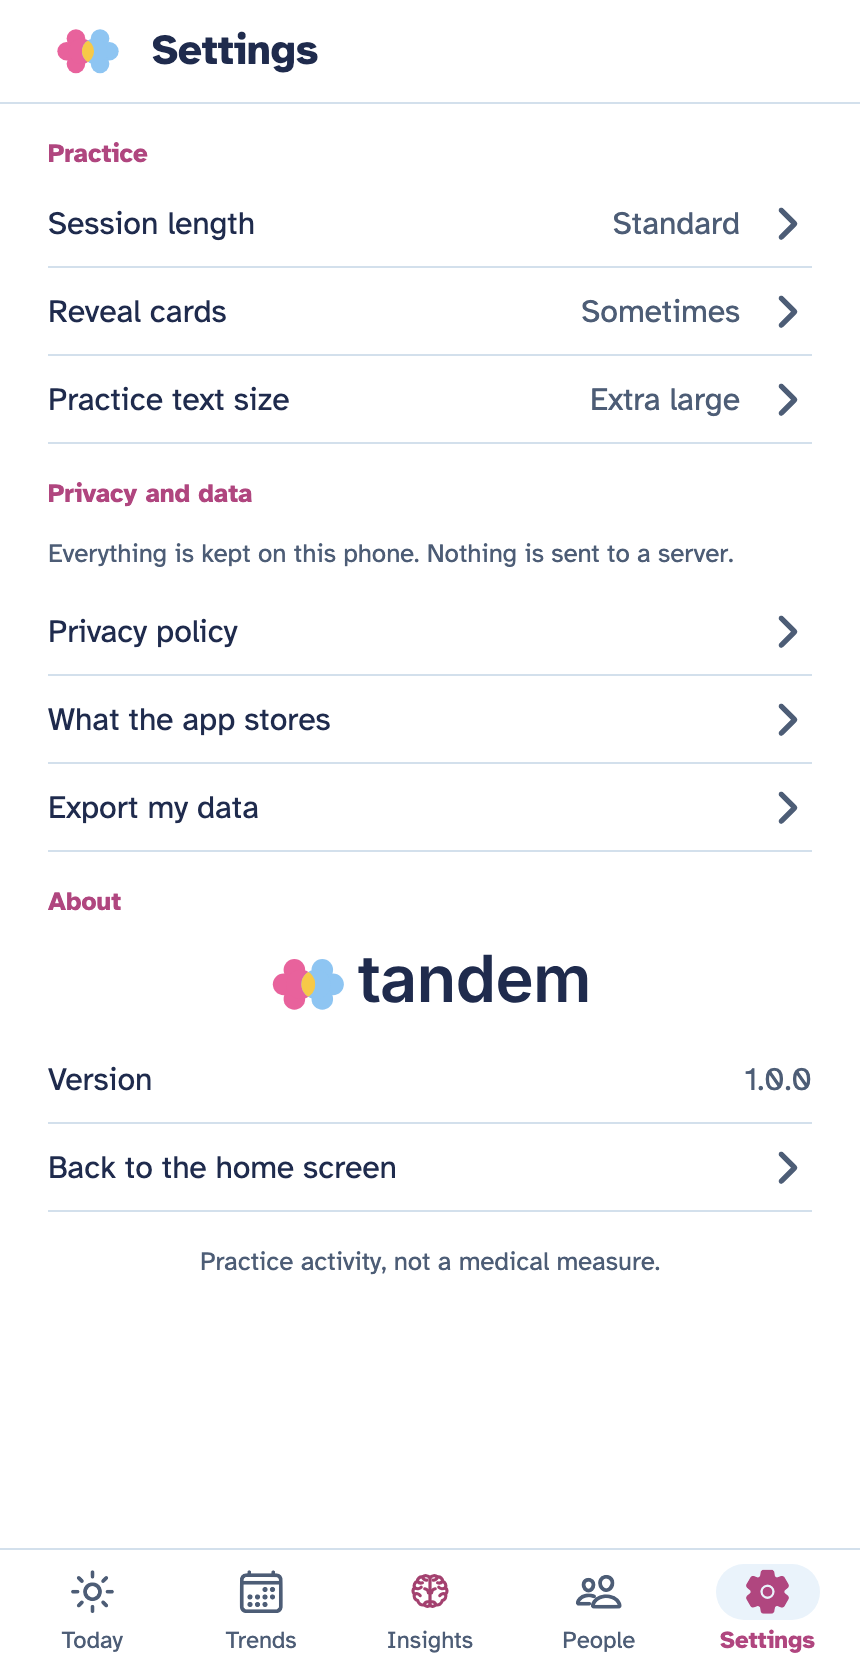 Settings
Practice
Session length Standard
Reveal cards Sometimes
Practice text size Extra large
Privacy and data
Everything is kept on this phone. Nothing is sent to a server.
Privacy policy
What the app stores
Export my data
About
tandem
Version 1.0.0
Back to the home screen
Practice activity, not a medical measure.
Today Trends Insights People Settings